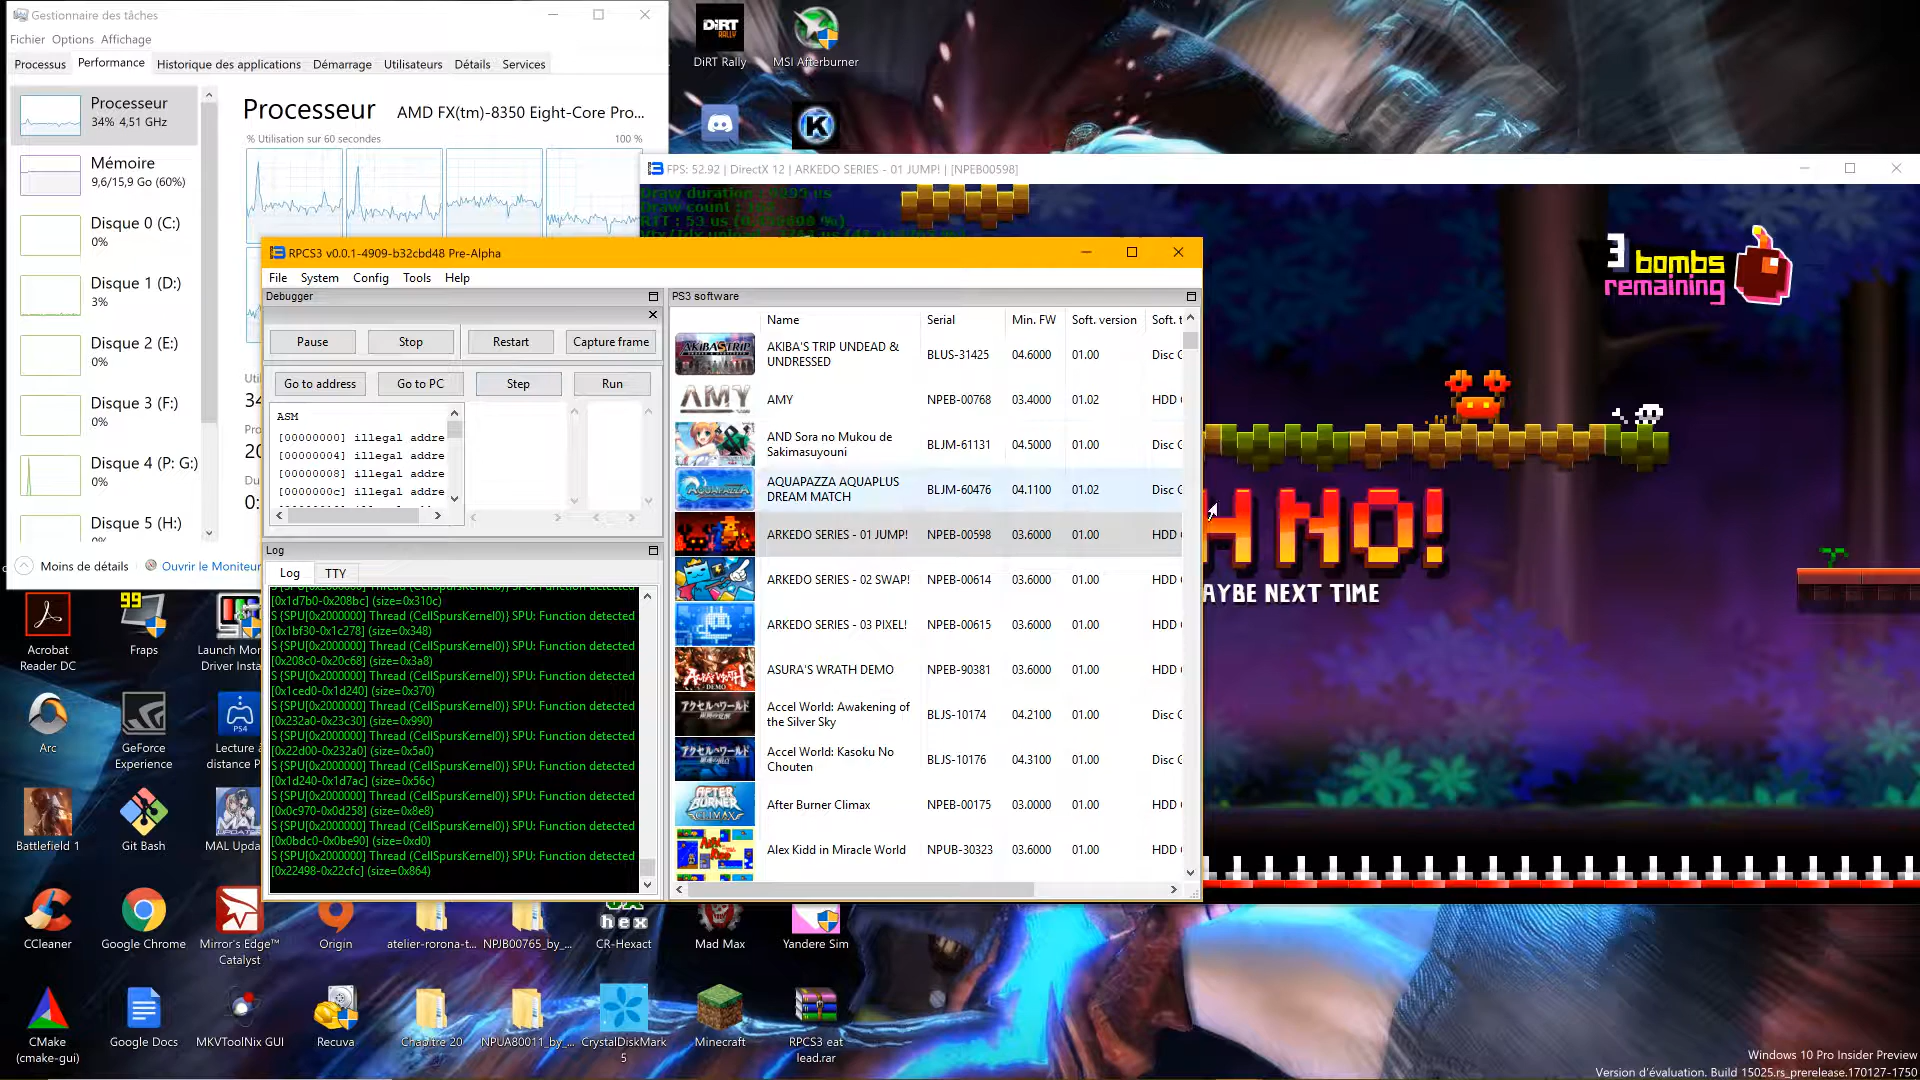 Gestionnaire des tâches
Fichier Options Affichage
Processus Performance Historique des applications Démarrage Utilisateurs Détails Services
Processeur
34% 4,51 GHz
Mémoire
9,6/15,9 Go (60%)
Disque 0 (C:)
0%
Disque 1 (D:)
3%
Disque 2 (E:)
0%
Disque 3 (F:)
0%
Disque 4 (P: G:)
0%
Disque 5 (H:)
Processeur AMD FX(tm)-8350 Eight-Core Pro...
% Utilisation sur 60 secondes 100 %
Moins de détails Ouvrir le Moniteur
DiRT RALLY
DiRT Rally
MSI Afterburner
K
FPS: 52.92 | DirectX 12 | ARKEDO SERIES - 01 JUMP! | [NPEB00598]
3 bombs
remaining
NO!
AYBE NEXT TIME
RPCS3 v0.0.1-4909-b32cbd48 Pre-Alpha
File System Config Tools Help
Debugger
Pause Stop Restart Capture frame
Go to address Go to PC Step Run
ASM
[00000000] illegal addre
[00000004] illegal addre
[00000008] illegal addre
[0000000c] illegal addre
Log
Log TTY
[0x1d7b0-0x208bc] (size=0x310c)
S {SPU[0x2000000] Thread (CellSpursKernel0)} SPU: Function detected
[0x1bf30-0x1c278] (size=0x348)
S {SPU[0x2000000] Thread (CellSpursKernel0)} SPU: Function detected
[0x208c0-0x20c68] (size=0x3a8)
S {SPU[0x2000000] Thread (CellSpursKernel0)} SPU: Function detected
[0x1ced0-0x1d240] (size=0x370)
S {SPU[0x2000000] Thread (CellSpursKernel0)} SPU: Function detected
[0x232a0-0x23c30] (size=0x990)
S {SPU[0x2000000] Thread (CellSpursKernel0)} SPU: Function detected
[0x22d00-0x232a0] (size=0x5a0)
S {SPU[0x2000000] Thread (CellSpursKernel0)} SPU: Function detected
[0x1d240-0x1d7ac] (size=0x56c)
S {SPU[0x2000000] Thread (CellSpursKernel0)} SPU: Function detected
[0x0c970-0x0d258] (size=0x8e8)
S {SPU[0x2000000] Thread (CellSpursKernel0)} SPU: Function detected
[0x0bdc0-0x0be90] (size=0xd0)
S {SPU[0x2000000] Thread (CellSpursKernel0)} SPU: Function detected
[0x22498-0x22cfc] (size=0x864)
PS3 software
Name Serial Min. FW Soft. version Soft. t
AKIBA'S TRIP UNDEAD &
UNDRESSED BLUS-31425 04.6000 01.00 Disc G
AMY NPEB-00768 03.4000 01.02 HDD
AND Sora no Mukou de
Sakimasuyouni BLJM-61131 04.5000 01.00 Disc G
AQUAPAZZA AQUAPLUS
DREAM MATCH BLJM-60476 04.1100 01.02 Disc G
ARKEDO SERIES - 01 JUMP! NPEB-00598 03.6000 01.00 HDD
ARKEDO SERIES - 02 SWAP! NPEB-00614 03.6000 01.00 HDD
ARKEDO SERIES - 03 PIXEL! NPEB-00615 03.6000 01.00 HDD
ASURA'S WRATH DEMO NPEB-90381 03.6000 01.00 HDD
Accel World: Awakening of
the Silver Sky BLJS-10174 04.2100 01.00 Disc G
Accel World: Kasoku No
Chouten BLJS-10176 04.3100 01.00 Disc G
After Burner Climax NPEB-00175 03.0000 01.00 HDD
Alex Kidd in Miracle World NPUB-30323 03.6000 01.00 HDD
Acrobat
Reader DC
99
Fraps
Launch Mor
Driver Insta
Arc
GeForce
Experience
PS4
Lecture à
distance P
Battlefield 1
Git Bash
MAL Upda
CCleaner
Google Chrome
Mirror's Edge™
Catalyst
Origin
atelier-rorona-t...
NPJB00765_by_...
hex
CR-Hexact
Mad Max
Yandere Sim
CMake
(cmake-gui)
Google Docs
MKVToolNix GUI
Recuva
Chapitre 20
NPUA80011_by_...
CrystalDiskMark
5
Minecraft
RPCS3 eat
lead.rar
Windows 10 Pro Insider Preview
Version d'évaluation. Build 15025.rs_prerelease.170127-1750